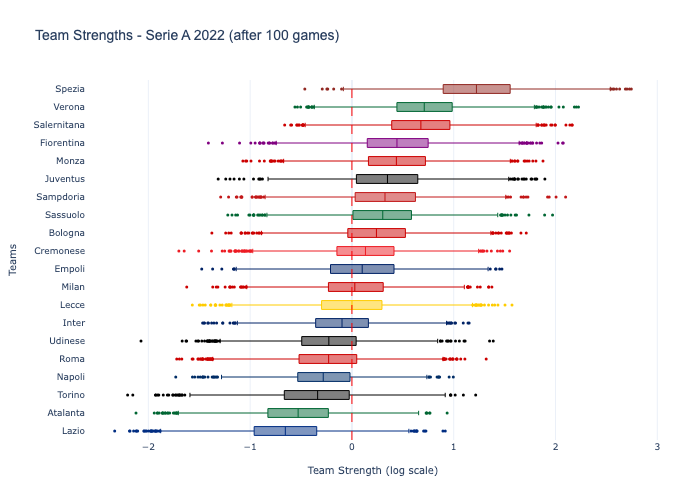 Team Strengths - Serie A 2022 (after 100 games)
Spezia
Verona
Salernitana
Fiorentina
Monza
Juventus
Sampdoria
Sassuolo
Bologna
Cremonese
Empoli
Milan
Lecce
Inter
Udinese
Roma
Napoli
Torino
Atalanta
Lazio
Teams
−2 −1 0 1 2 3
Team Strength (log scale)